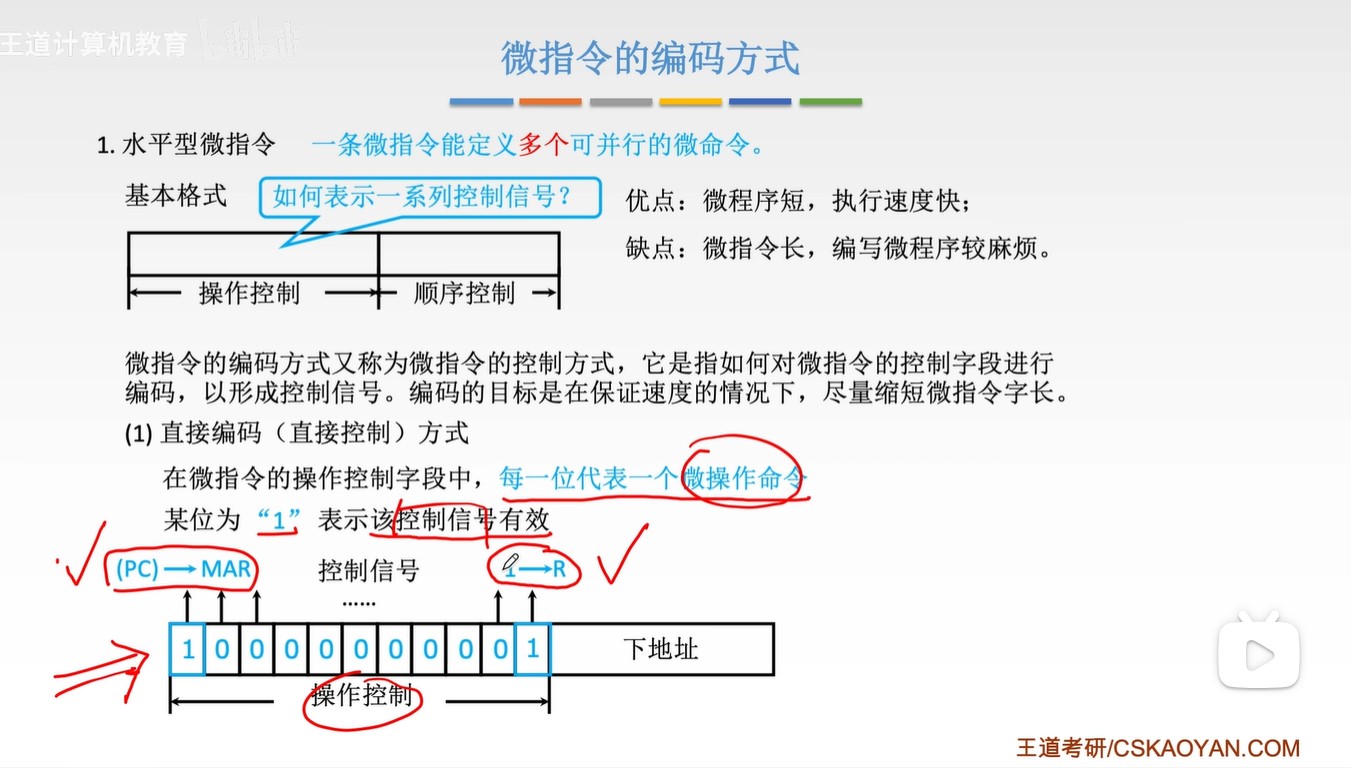 王道计算机教育 bilibili
微指令的编码方式
1. 水平型微指令 一条微指令能定义多个可并行的微命令。
基本格式 如何表示一系列控制信号？ 优点：微程序短，执行速度快；
缺点：微指令长，编写微程序较麻烦。
操作控制 顺序控制
微指令的编码方式又称为微指令的控制方式，它是指如何对微指令的控制字段进行
编码，以形成控制信号。编码的目标是在保证速度的情况下，尽量缩短微指令字长。
(1) 直接编码（直接控制）方式
在微指令的操作控制字段中，每一位代表一个微操作命令
某位为“1”表示该控制信号有效
(PC)→MAR 控制信号 1→R
……
1 0 0 0 0 0 0 0 0 0 1 下地址
操作控制
王道考研/CSKAOYAN.COM